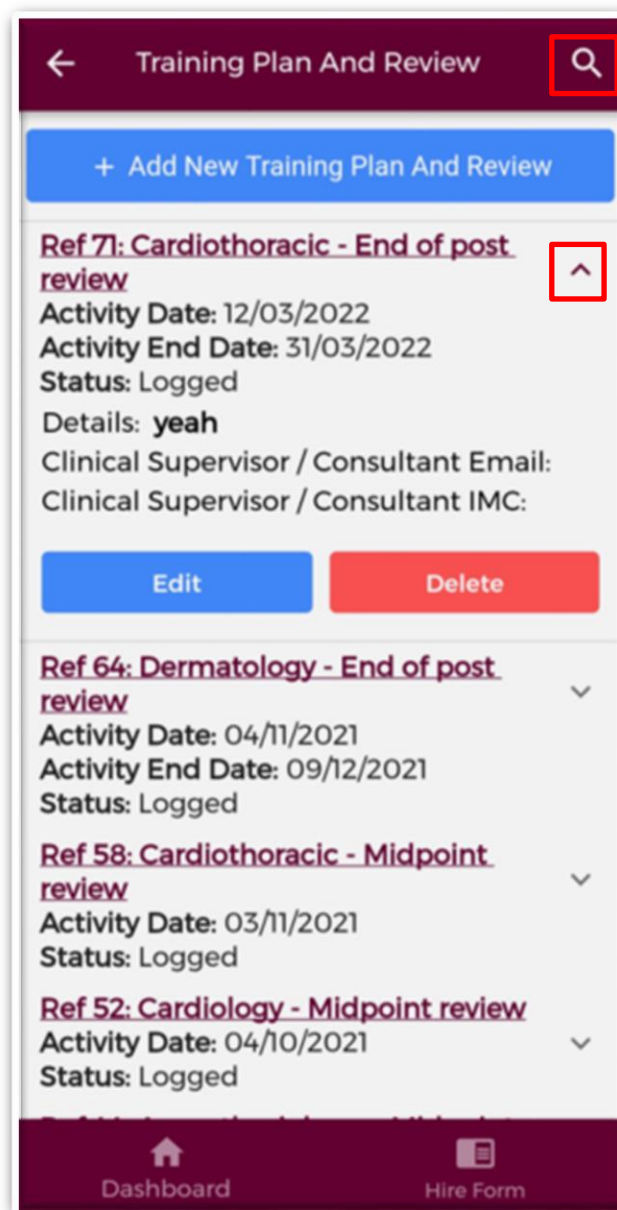 Training Plan And Review
+ Add New Training Plan And Review
Ref 71: Cardiothoracic - End of post
review
Activity Date: 12/03/2022
Activity End Date: 31/03/2022
Status: Logged
Details: yeah
Clinical Supervisor / Consultant Email:
Clinical Supervisor / Consultant IMC:
Edit Delete
Ref 64: Dermatology - End of post
review
Activity Date: 04/11/2021
Activity End Date: 09/12/2021
Status: Logged
Ref 58: Cardiothoracic - Midpoint
review
Activity Date: 03/11/2021
Status: Logged
Ref 52: Cardiology - Midpoint review
Activity Date: 04/10/2021
Status: Logged
Dashboard Hire Form